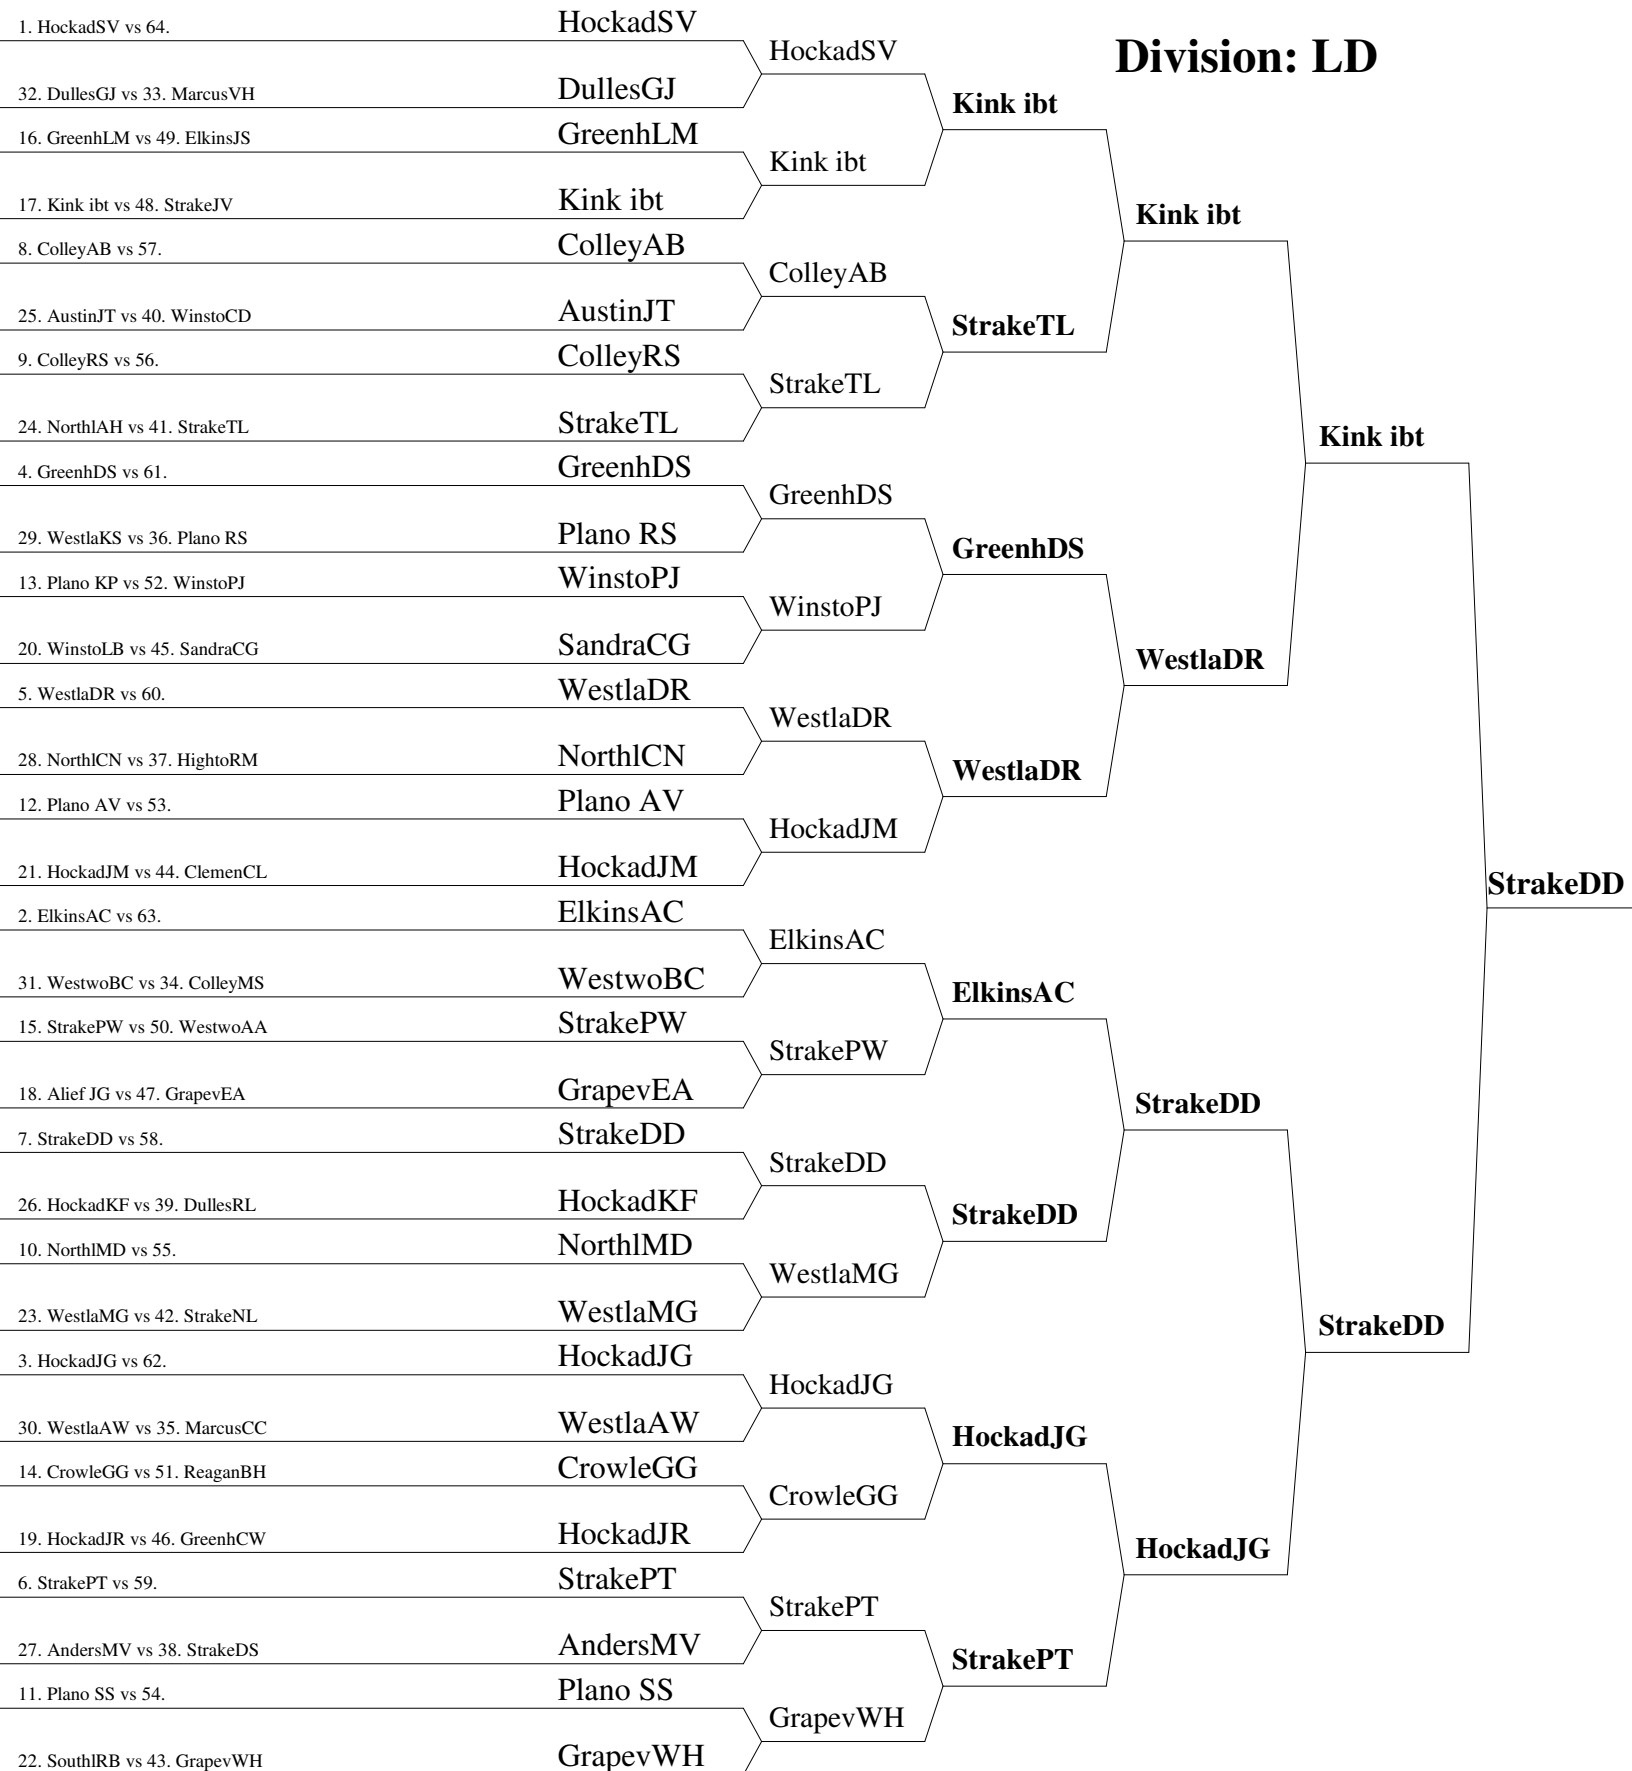 Division: LD
1. HockadSV vs 64.
32. DullesGJ vs 33. MarcusVH
16. GreenhLM vs 49. ElkinsJS
17. Kink ibt vs 48. StrakeJV
8. ColleyAB vs 57.
25. AustinJT vs 40. WinstoCD
9. ColleyRS vs 56.
24. NorthlAH vs 41. StrakeTL
4. GreenhDS vs 61.
29. WestlaKS vs 36. Plano RS
13. Plano KP vs 52. WinstoPJ
20. WinstoLB vs 45. SandraCG
5. WestlaDR vs 60.
28. NorthlCN vs 37. HightoRM
12. Plano AV vs 53.
21. HockadJM vs 44. ClemenCL
2. ElkinsAC vs 63.
31. WestwoBC vs 34. ColleyMS
15. StrakePW vs 50. WestwoAA
18. Alief JG vs 47. GrapevEA
7. StrakeDD vs 58.
26. HockadKF vs 39. DullesRL
10. NorthlMD vs 55.
23. WestlaMG vs 42. StrakeNL
3. HockadJG vs 62.
30. WestlaAW vs 35. MarcusCC
14. CrowleGG vs 51. ReaganBH
19. HockadJR vs 46. GreenhCW
6. StrakePT vs 59.
27. AndersMV vs 38. StrakeDS
11. Plano SS vs 54.
22. SouthlRB vs 43. GrapevWH
HockadSV
DullesGJ
GreenhLM
Kink ibt
ColleyAB
AustinJT
ColleyRS
StrakeTL
GreenhDS
Plano RS
WinstoPJ
SandraCG
WestlaDR
NorthlCN
Plano AV
HockadJM
ElkinsAC
WestwoBC
StrakePW
GrapevEA
StrakeDD
HockadKF
NorthlMD
WestlaMG
HockadJG
WestlaAW
CrowleGG
HockadJR
StrakePT
AndersMV
Plano SS
GrapevWH
HockadSV
Kink ibt
ColleyAB
StrakeTL
GreenhDS
WinstoPJ
WestlaDR
HockadJM
ElkinsAC
StrakePW
StrakeDD
WestlaMG
HockadJG
CrowleGG
StrakePT
GrapevWH
Kink ibt
StrakeTL
GreenhDS
WestlaDR
ElkinsAC
StrakeDD
HockadJG
StrakePT
Kink ibt
WestlaDR
StrakeDD
HockadJG
Kink ibt
StrakeDD
StrakeDD